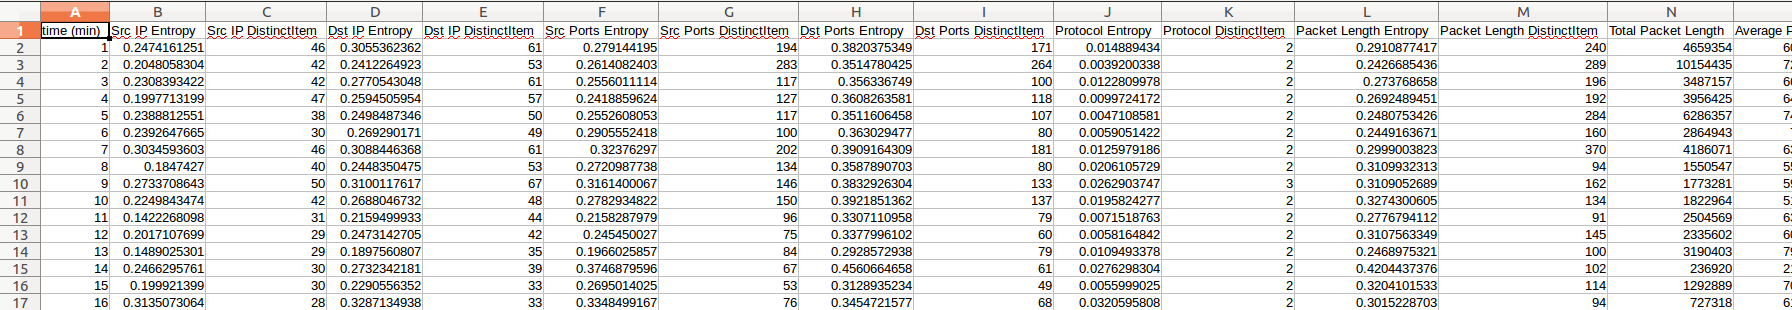 A B C D E F G H I J K L M N
1 time (min) Src IP Entropy Src IP DistinctItem Dst IP Entropy Dst IP DistinctItem Src Ports Entropy Src Ports DistinctItem Dst Ports Entropy Dst Ports DistinctItem Protocol Entropy Protocol DistinctItem Packet Length Entropy Packet Length DistinctItem Total Packet Length Average
2 1 0.2474161251 46 0.3055362362 61 0.279144195 194 0.3820375349 171 0.014889434 2 0.2910877417 240 4659354
3 2 0.2048058304 42 0.2412264923 53 0.2614082403 283 0.3514780425 264 0.0039200338 2 0.2426685436 289 10154435
4 3 0.2308393422 42 0.2770543048 61 0.2556011114 117 0.356336749 100 0.0122809978 2 0.273768658 196 3487157
5 4 0.1997713199 47 0.2594505954 57 0.2418859624 127 0.3608263581 118 0.0099724172 2 0.2692489451 192 3956425
6 5 0.2388812551 38 0.2498487346 50 0.2552608053 117 0.3511606458 107 0.0047108581 2 0.2480753426 284 6286357
7 6 0.2392647665 30 0.269290171 49 0.2905552418 100 0.363029477 80 0.0059051422 2 0.2449163671 160 2864943
8 7 0.3034593603 46 0.3088446368 61 0.32376297 202 0.3909164309 181 0.0125979186 2 0.2999003823 370 4186071
9 8 0.1847427 40 0.2448350475 53 0.2720987738 134 0.3587890703 80 0.0206105729 2 0.3109932313 94 1550547
10 9 0.2733708643 50 0.3100117617 67 0.3161400067 146 0.3832926304 133 0.0262903747 3 0.3109052689 162 1773281
11 10 0.2249843474 42 0.2688046732 48 0.2782934822 150 0.3921851362 137 0.0195824277 2 0.3274300605 134 1822964
12 11 0.1422268098 31 0.2159499933 44 0.2158287979 96 0.3307110958 79 0.0071518763 2 0.2776794112 91 2504569
13 12 0.2017107699 29 0.2473142705 42 0.245450027 75 0.3377996102 60 0.0058164842 2 0.3107563349 145 2335602
14 13 0.1489025301 29 0.1897560807 35 0.1966025857 84 0.2928572938 79 0.0109493378 2 0.2468975321 100 3190403
15 14 0.2466295761 30 0.2732342181 39 0.3746879596 67 0.4560664658 61 0.0276298304 2 0.4204437376 102 236920
16 15 0.199921399 30 0.2290556352 33 0.2695014025 53 0.3128935234 49 0.0055999025 2 0.3204101533 114 1292889
17 16 0.3135073064 28 0.3287134938 33 0.3348499167 76 0.3454721577 68 0.0320595808 2 0.3015228703 94 727318